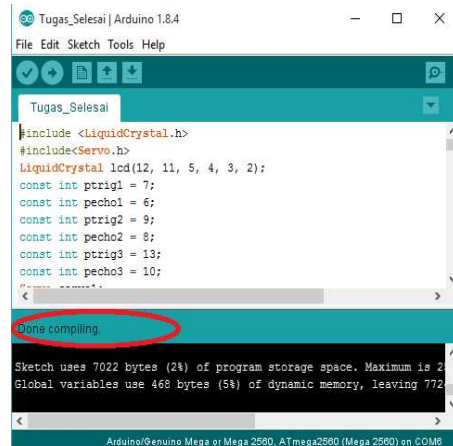 Tugas_Selesai | Arduino 1.8.4
File Edit Sketch Tools Help
Tugas_Selesai
#include <LiquidCrystal.h>
#include<Servo.h>
LiquidCrystal lcd(12, 11, 5, 4, 3, 2);
const int ptrig1 = 7;
const int pecho1 = 6;
const int ptrig2 = 9;
const int pecho2 = 8;
const int ptrig3 = 13;
const int pecho3 = 10;
Done compiling.
Sketch uses 7022 bytes (2%) of program storage space. Maximum is 2
Global variables use 468 bytes (5%) of dynamic memory, leaving 772
Arduino/Genuino Mega or Mega 2560, ATmega2560 (Mega 2560) on COM6